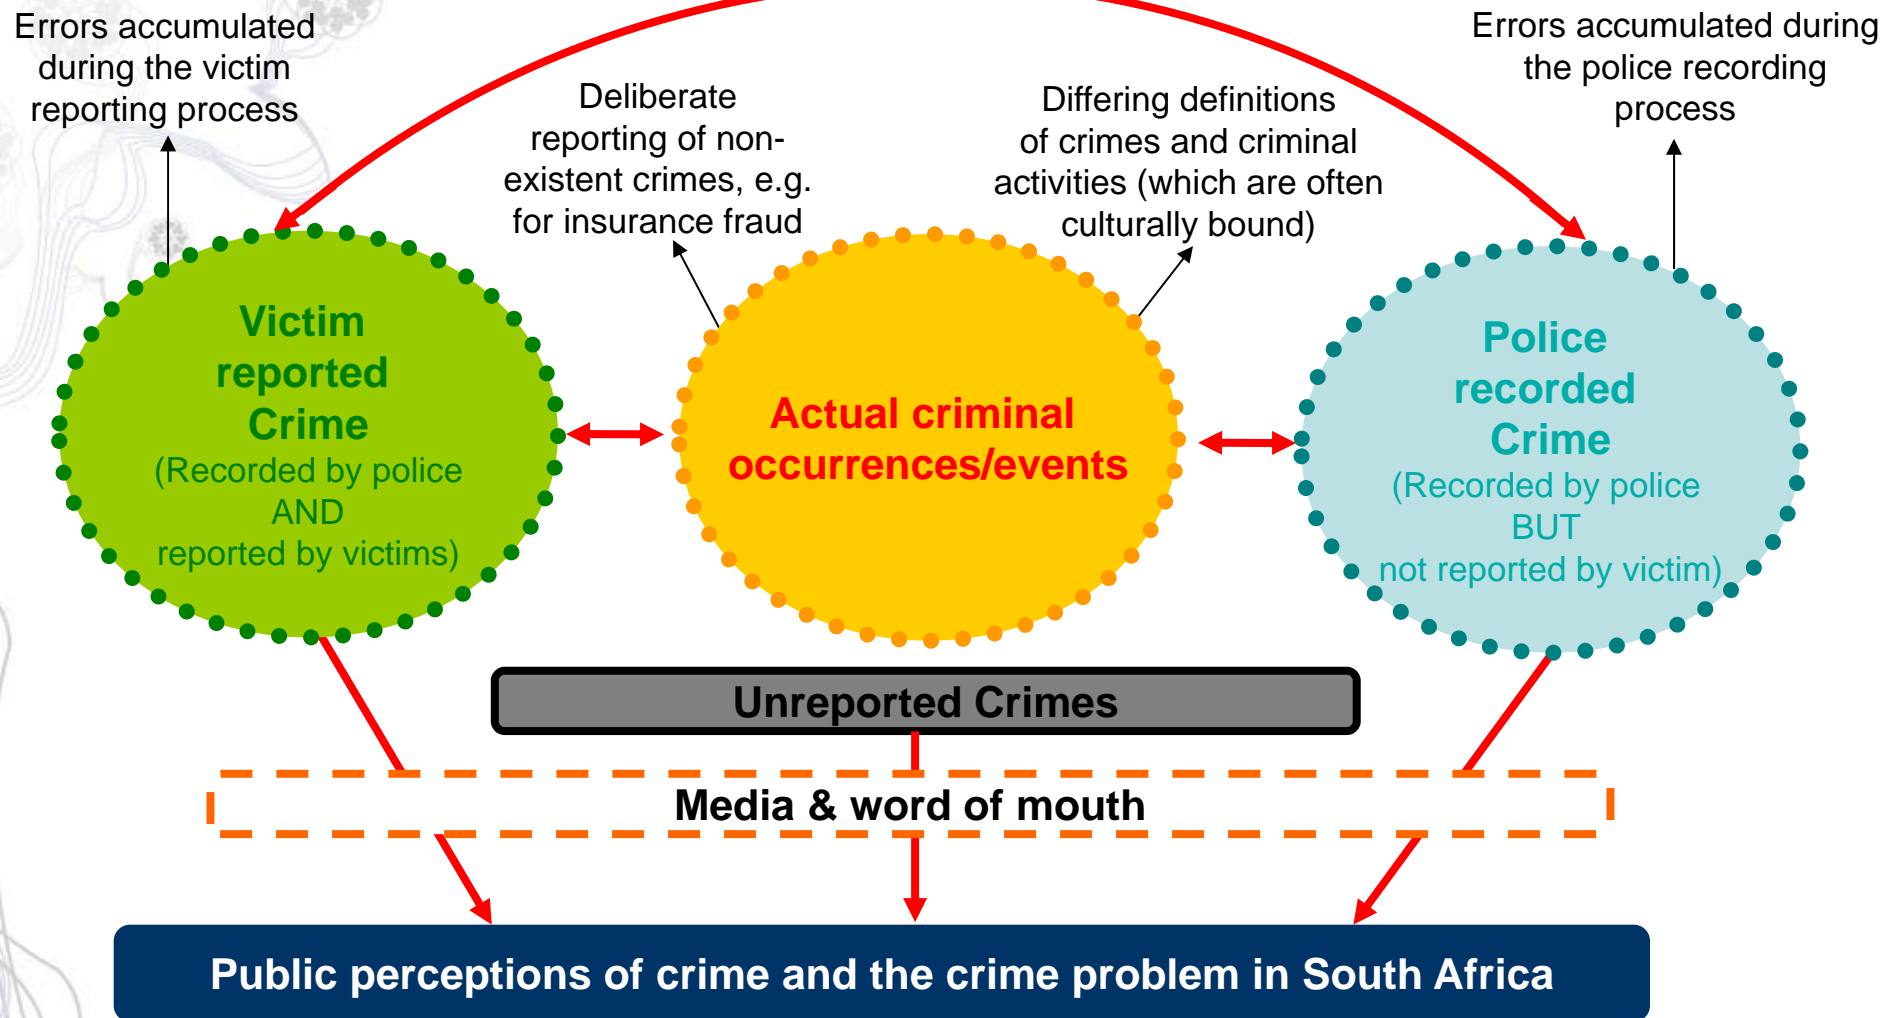 Errors accumulated
during the victim
reporting process
Deliberate
reporting of non-
existent crimes, e.g.
for insurance fraud
Differing definitions
of crimes and criminal
activities (which are often
culturally bound)
Errors accumulated during
the police recording
process
Victim
reported
Crime
(Recorded by police
AND
reported by victims)
Actual criminal
occurrences/events
Police
recorded
Crime
(Recorded by police
BUT
not reported by victim)
Unreported Crimes
Media & word of mouth
Public perceptions of crime and the crime problem in South Africa